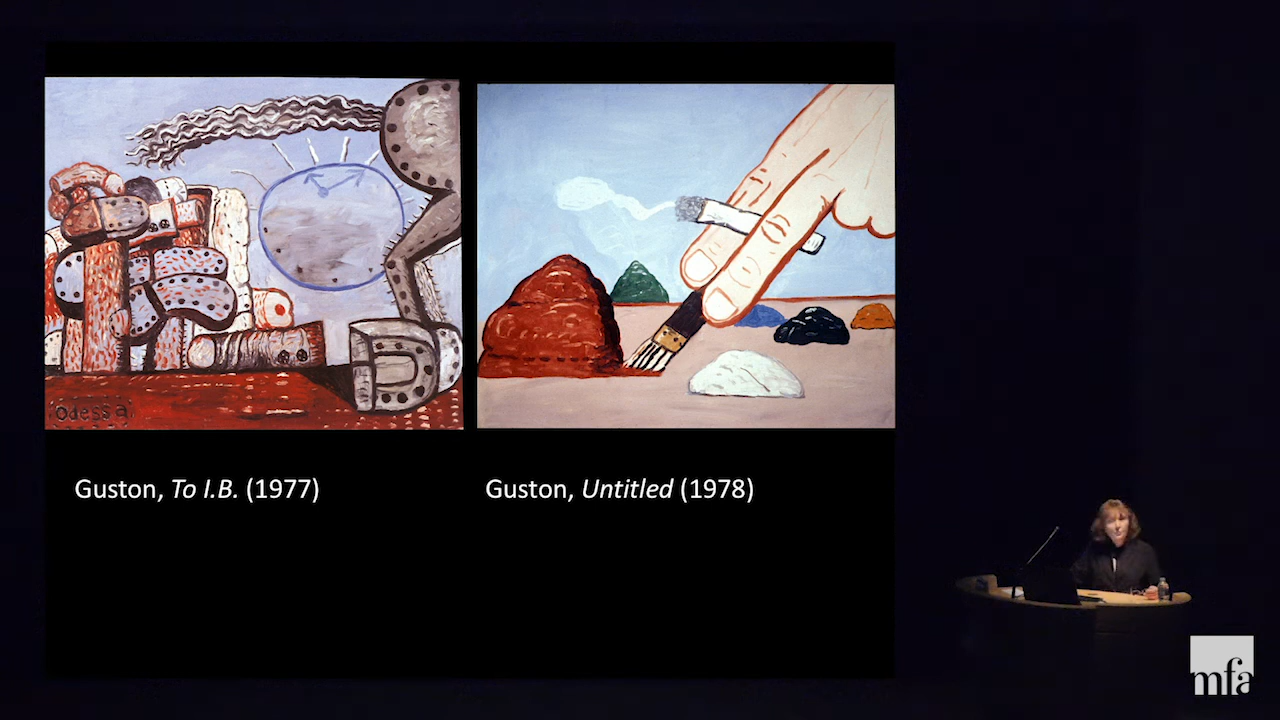 Odessa
Guston, To I.B. (1977)
Guston, Untitled (1978)
mfa